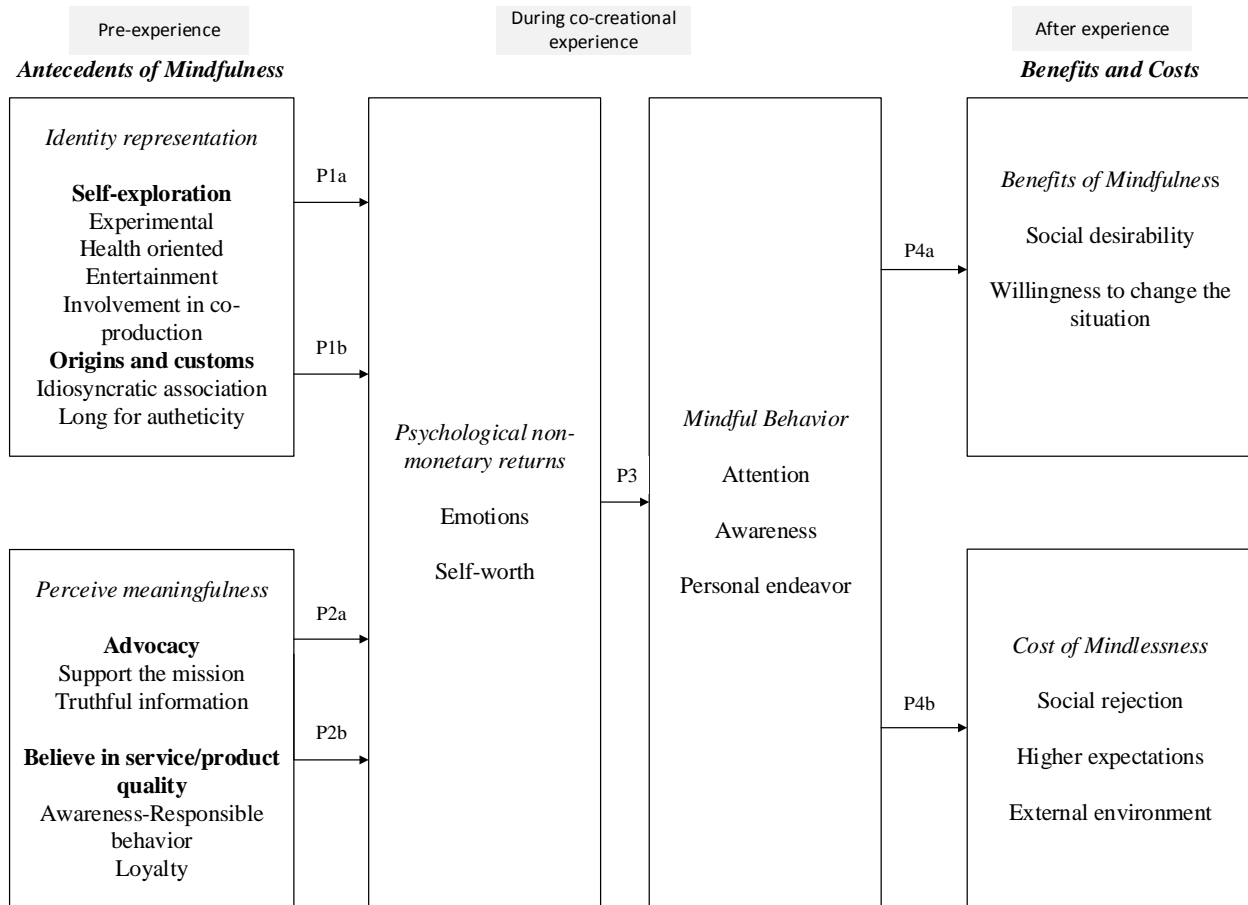 Pre-experience
During co-creational
experience
After experience
Antecedents of Mindfulness
Benefits and Costs
Identity representation
Self-exploration
Experimental
Health oriented
Entertainment
Involvement in co-
production
Origins and customs
Idiosyncratic association
Long for autheticity
P1a
P1b
Perceive meaningfulness
Advocacy
Support the mission
Truthful information
Believe in service/product
quality
Awareness-Responsible
behavior
Loyalty
P2a
P2b
Psychological non-
monetary returns
Emotions
Self-worth
P3
Mindful Behavior
Attention
Awareness
Personal endeavor
P4a
P4b
Benefits of Mindfulness
Social desirability
Willingness to change the
situation
Cost of Mindlessness
Social rejection
Higher expectations
External environment